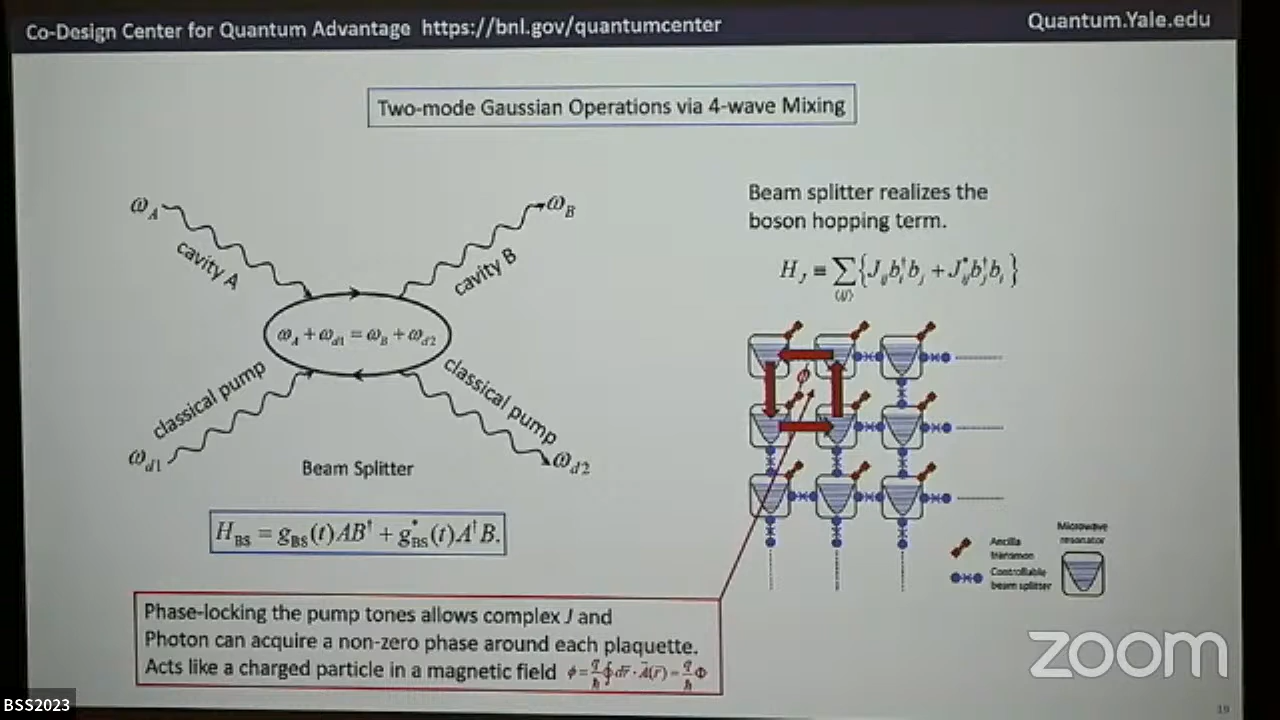 Co-Design Center for Quantum Advantage https://bnl.gov/quantumcenter
Quantum.Yale.edu
Two-mode Gaussian Operations via 4-wave Mixing
ω_A
ω_B
cavity A
cavity B
ω_A + ω_d1 = ω_B + ω_d2
classical pump
classical pump
ω_d1
ω_d2
Beam Splitter
H_BS = g_BS(t)AB† + g*_BS(t)A†B.
Beam splitter realizes the
boson hopping term.
H_J ≡ ∑_⟨ij⟩ {J_ij b_i† b_j + J*_ij b_j† b_i}
ϕ
Ancilla
transmon
Controllable
beam splitter
Microwave
resonator
Phase-locking the pump tones allows complex J and
Photon can acquire a non-zero phase around each plaquette.
Acts like a charged particle in a magnetic field ϕ = q/ħ ∮ dr⃗ · A⃗(r⃗) = q/ħ Φ
zoom
BSS2023
19